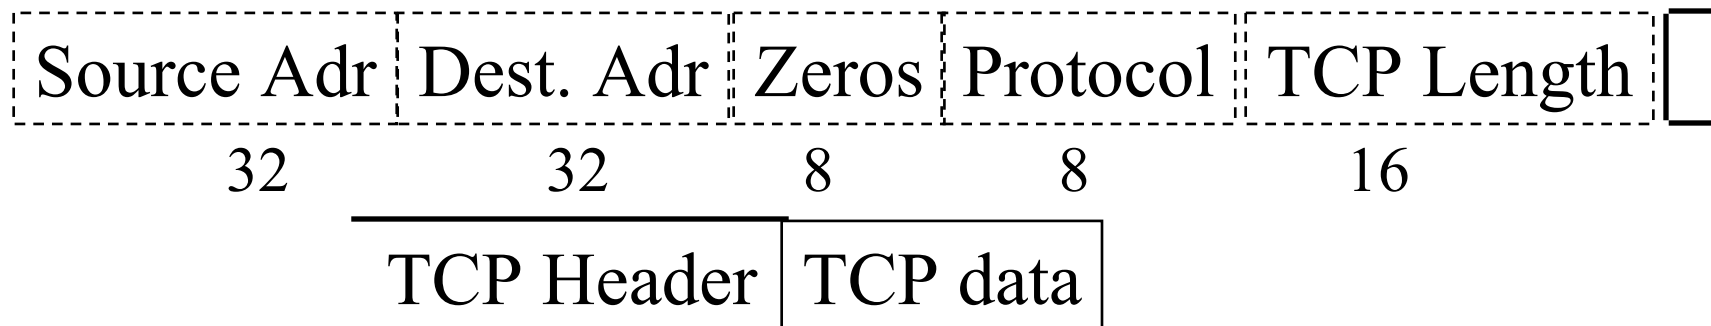 Source Adr Dest. Adr Zeros Protocol TCP Length
32 32 8 8 16
TCP Header TCP data